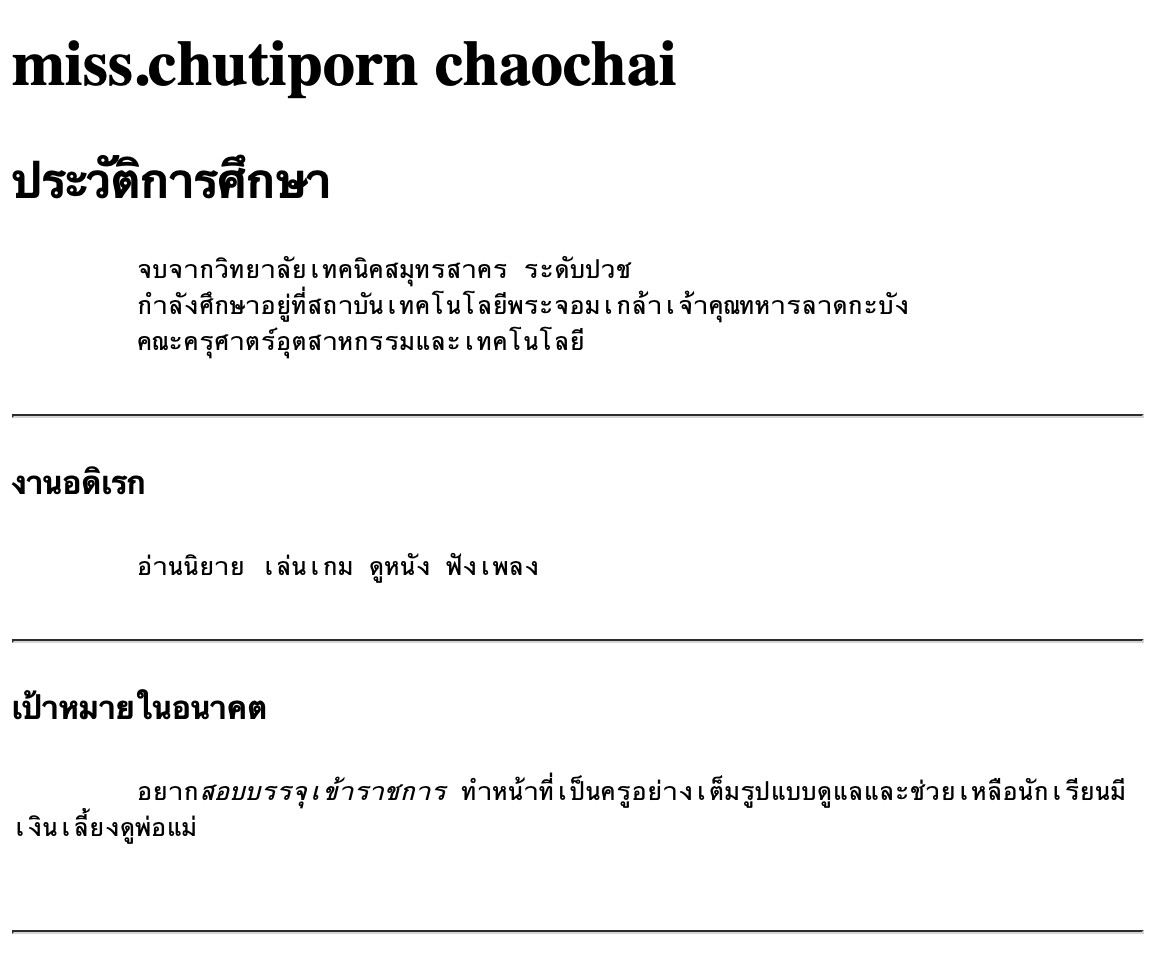 miss.chutiporn chaochai
ประวัติการศึกษา
จบจากวิทยาลัยเทคนิคสมุทรสาคร ระดับปวช
กำลังศึกษาอยู่ที่สถาบันเทคโนโลยีพระจอมเกล้าเจ้าคุณทหารลาดกะบัง
คณะครุศาตร์อุตสาหกรรมและเทคโนโลยี
งานอดิเรก
อ่านนิยาย เล่นเกม ดูหนัง ฟังเพลง
เป้าหมายในอนาคต
อยากสอบบรรจุเข้าราชการ ทำหน้าที่เป็นครูอย่างเต็มรูปแบบดูแลและช่วยเหลือนักเรียนมี
เงินเลี้ยงดูพ่อแม่